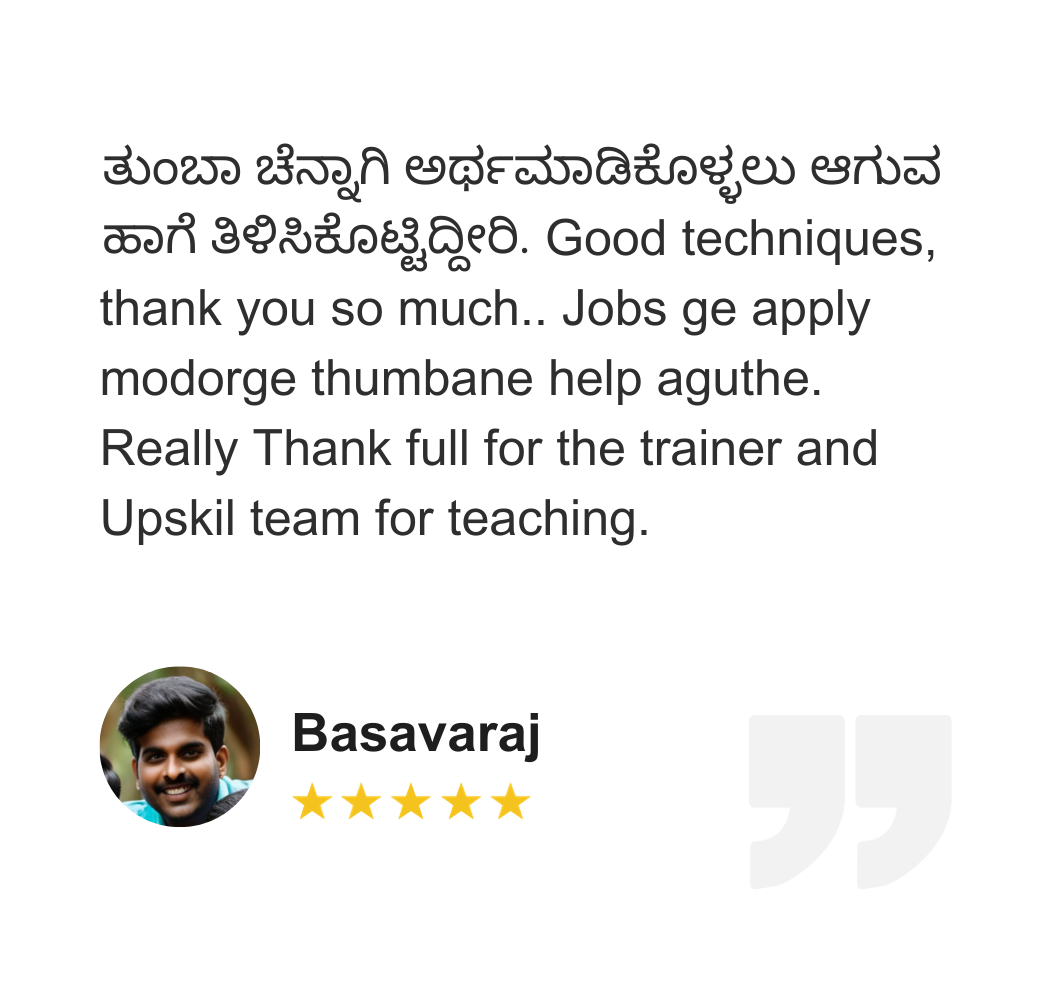 ತುಂಬಾ ಚೆನ್ನಾಗಿ ಅರ್ಥಮಾಡಿಕೊಳ್ಳಲು ಆಗುವ
ಹಾಗೆ ತಿಳಿಸಿಕೊಟ್ಟಿದ್ದೀರಿ. Good techniques,
thank you so much.. Jobs ge apply
modorge thumbane help aguthe.
Really Thank full for the trainer and
Upskil team for teaching.
Basavaraj